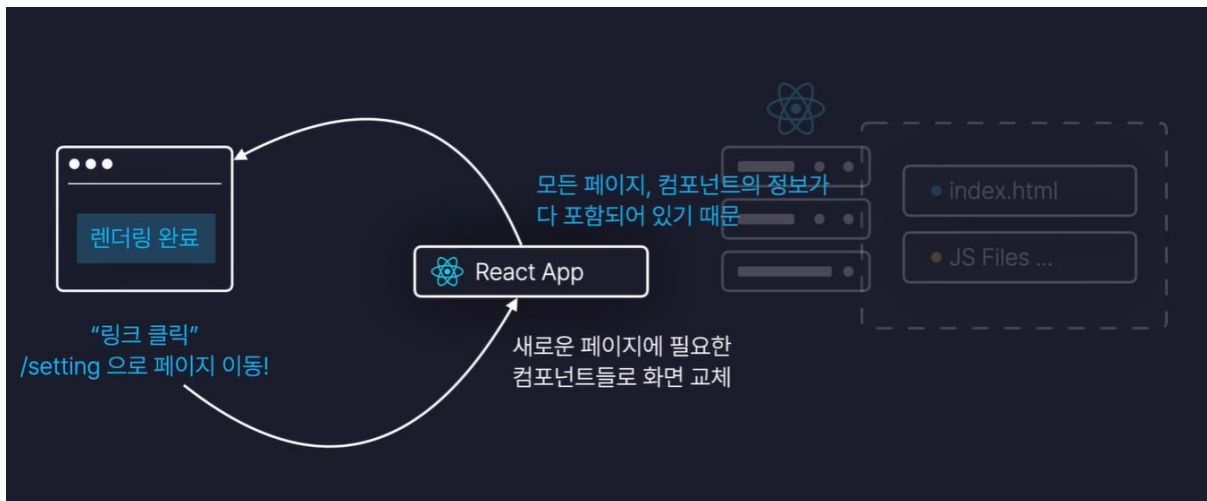 렌더링 완료
“링크 클릭”
/setting 으로 페이지 이동!
React App
모든 페이지, 컴포넌트의 정보가
다 포함되어 있기 때문
새로운 페이지에 필요한
컴포넌트들로 화면 교체
index.html
JS Files ...